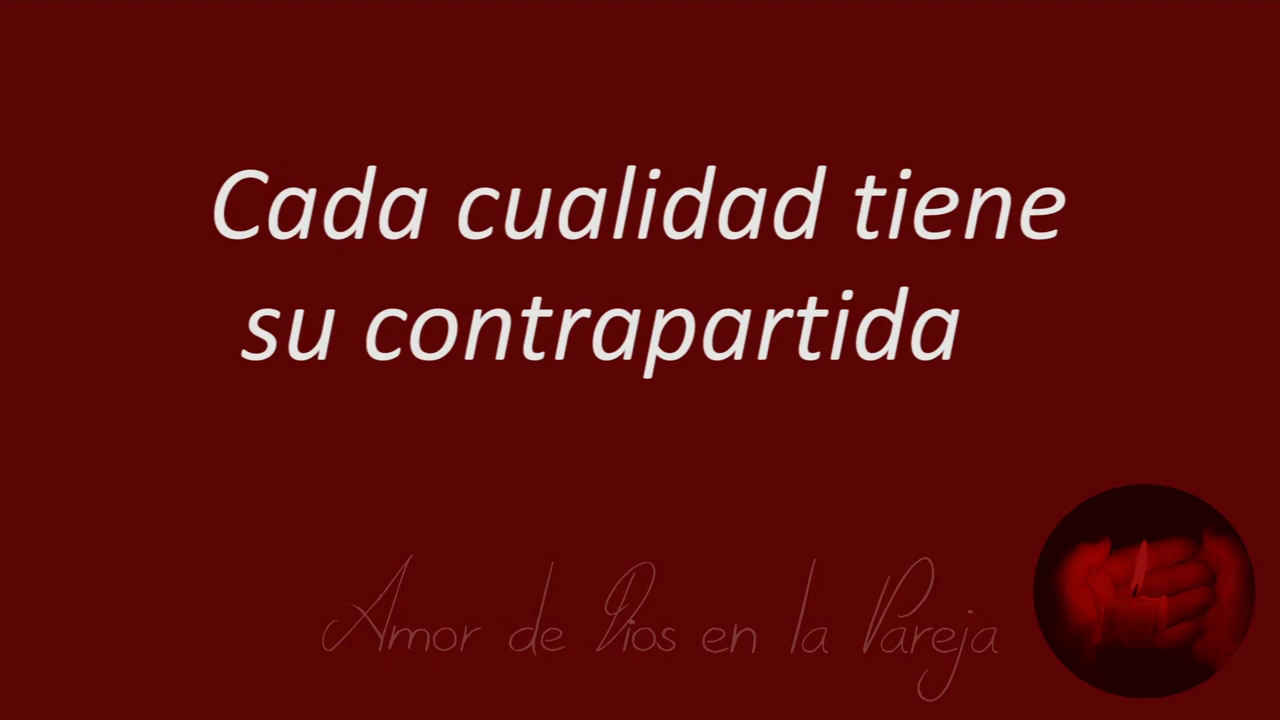 Cada cualidad tiene
su contrapartida
Amor de Dios en la Pareja